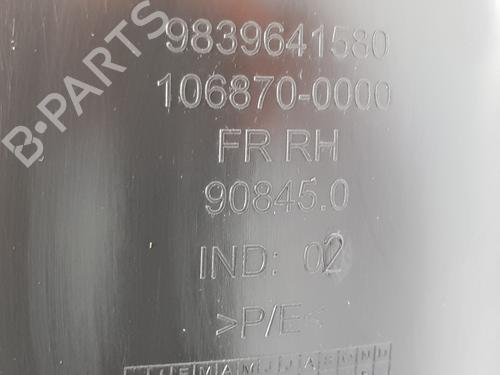 B-PARTS
9839641580
106870-0000
FR RH
90845.0
IND: 02
>P/E<
J F M A M J J A S O N D